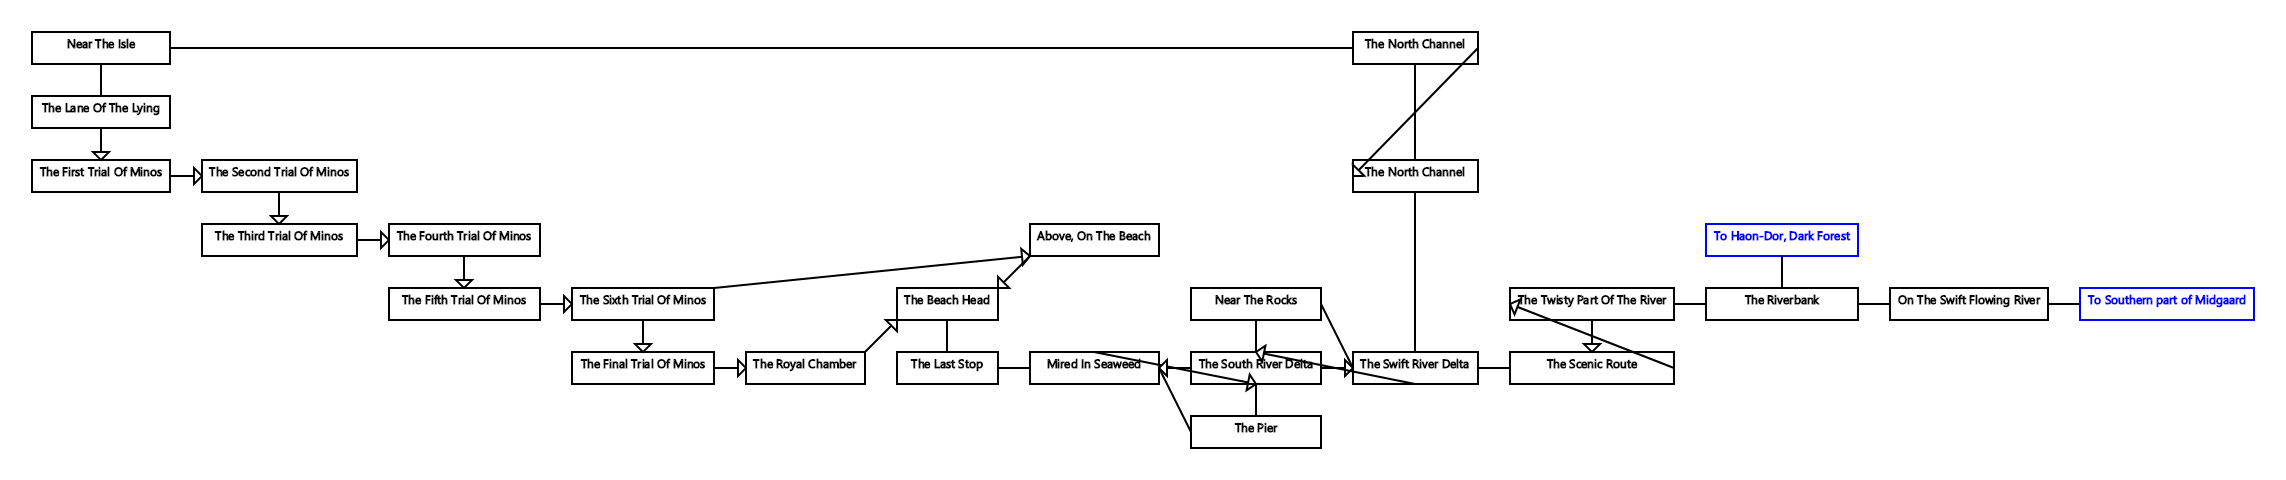 Near The Isle
The North Channel
The Lane Of The Lying
The First Trial Of Minos
The Second Trial Of Minos
The North Channel
The Third Trial Of Minos
The Fourth Trial Of Minos
Above, On The Beach
To Haon-Dor, Dark Forest
The Fifth Trial Of Minos
The Sixth Trial Of Minos
The Beach Head
Near The Rocks
The Twisty Part Of The River
The Riverbank
On The Swift Flowing River
To Southern part of Midgaard
The Final Trial Of Minos
The Royal Chamber
The Last Stop
Mired In Seaweed
The South River Delta
The Swift River Delta
The Scenic Route
The Pier